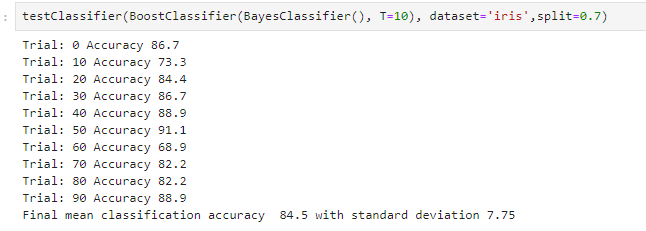 : testClassifier(BoostClassifier(BayesClassifier(), T=10), dataset='iris',split=0.7)
Trial: 0 Accuracy 86.7
Trial: 10 Accuracy 73.3
Trial: 20 Accuracy 84.4
Trial: 30 Accuracy 86.7
Trial: 40 Accuracy 88.9
Trial: 50 Accuracy 91.1
Trial: 60 Accuracy 68.9
Trial: 70 Accuracy 82.2
Trial: 80 Accuracy 82.2
Trial: 90 Accuracy 88.9
Final mean classification accuracy  84.5 with standard deviation 7.75